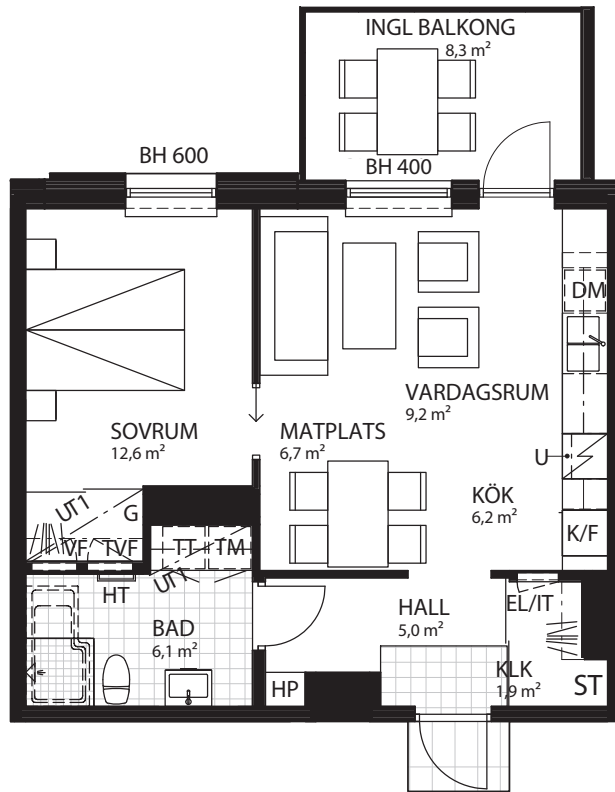 INGL BALKONG
8,3 m²
BH 600
BH 400
DM
VARDAGSRUM
9,2 m²
SOVRUM
12,6 m²
MATPLATS
6,7 m²
U
KÖK
6,2 m²
UT1
G
K/F
VF
TVF
TT
TM
UT1
HT
EL/IT
HALL
5,0 m²
BAD
6,1 m²
KLK
1,9 m²
HP
ST